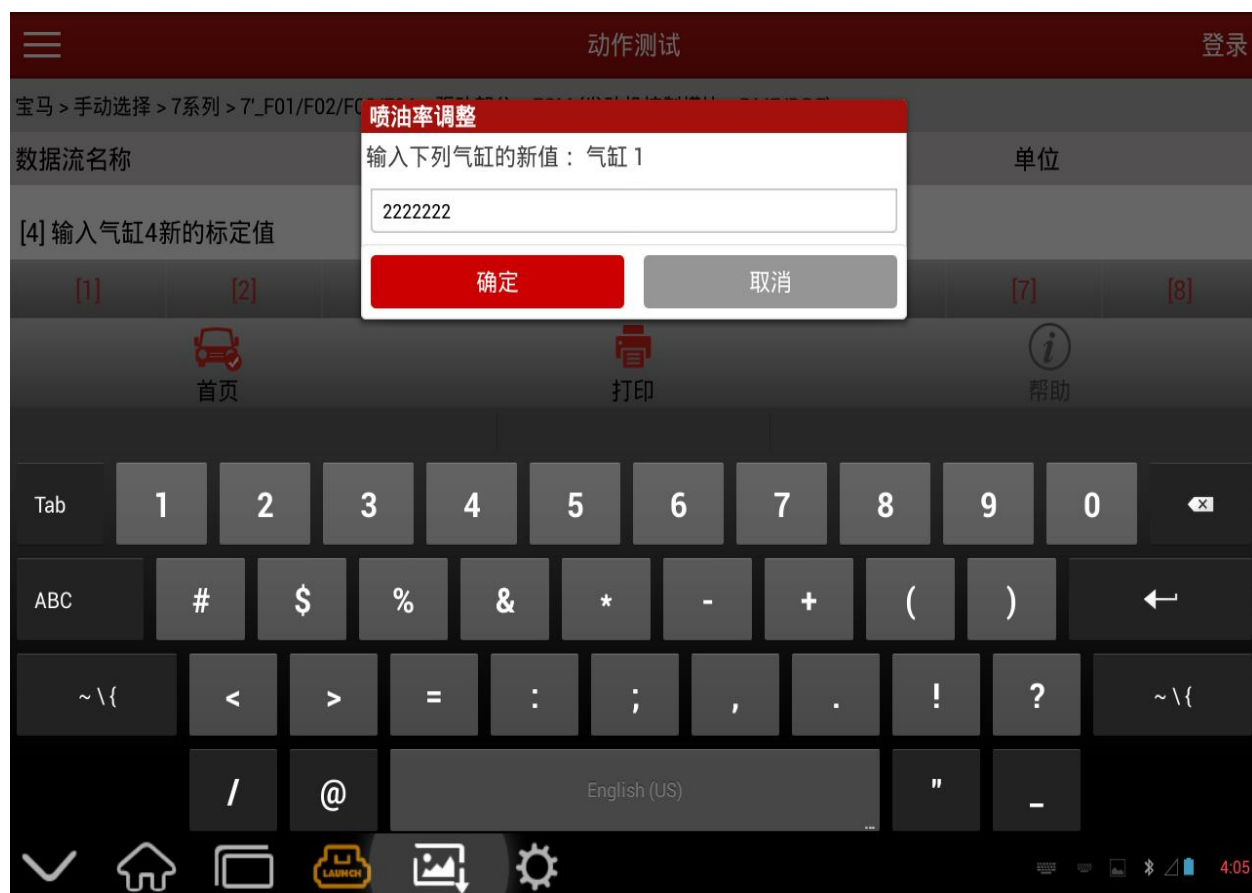 动作测试
登录
宝马 > 手动选择 > 7系列 > 7'_F01/F02/F
喷油率调整
数据流名称
输入下列气缸的新值： 气缸 1
单位
2222222
[4] 输入气缸4新的标定值
确定
取消
[1]
[2]
[7]
[8]
首页
打印
帮助
Tab 1 2 3 4 5 6 7 8 9 0
ABC # $ % & * - + ( )
~ \ { < > = : ; , . ! ? ~ \ {
/ @ English (US) " _
LAUNCH
4:05